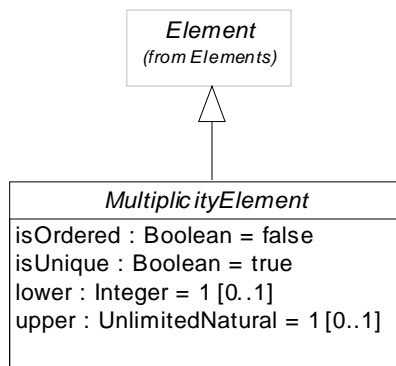 Element
(from Elements)
MultiplicityElement
isOrdered : Boolean = false
isUnique : Boolean = true
lower : Integer = 1 [0..1]
upper : UnlimitedNatural = 1 [0..1]